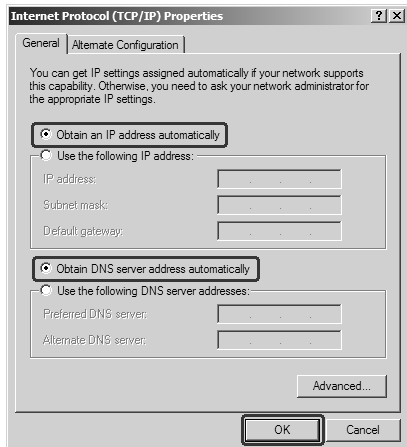 Internet Protocol (TCP/IP) Properties
General Alternate Configuration
You can get IP settings assigned automatically if your network supports
this capability. Otherwise, you need to ask your network administrator for
the appropriate IP settings.
Obtain an IP address automatically
Use the following IP address:
IP address:
Subnet mask:
Default gateway:
Obtain DNS server address automatically
Use the following DNS server addresses:
Preferred DNS server:
Alternate DNS server:
Advanced...
OK Cancel